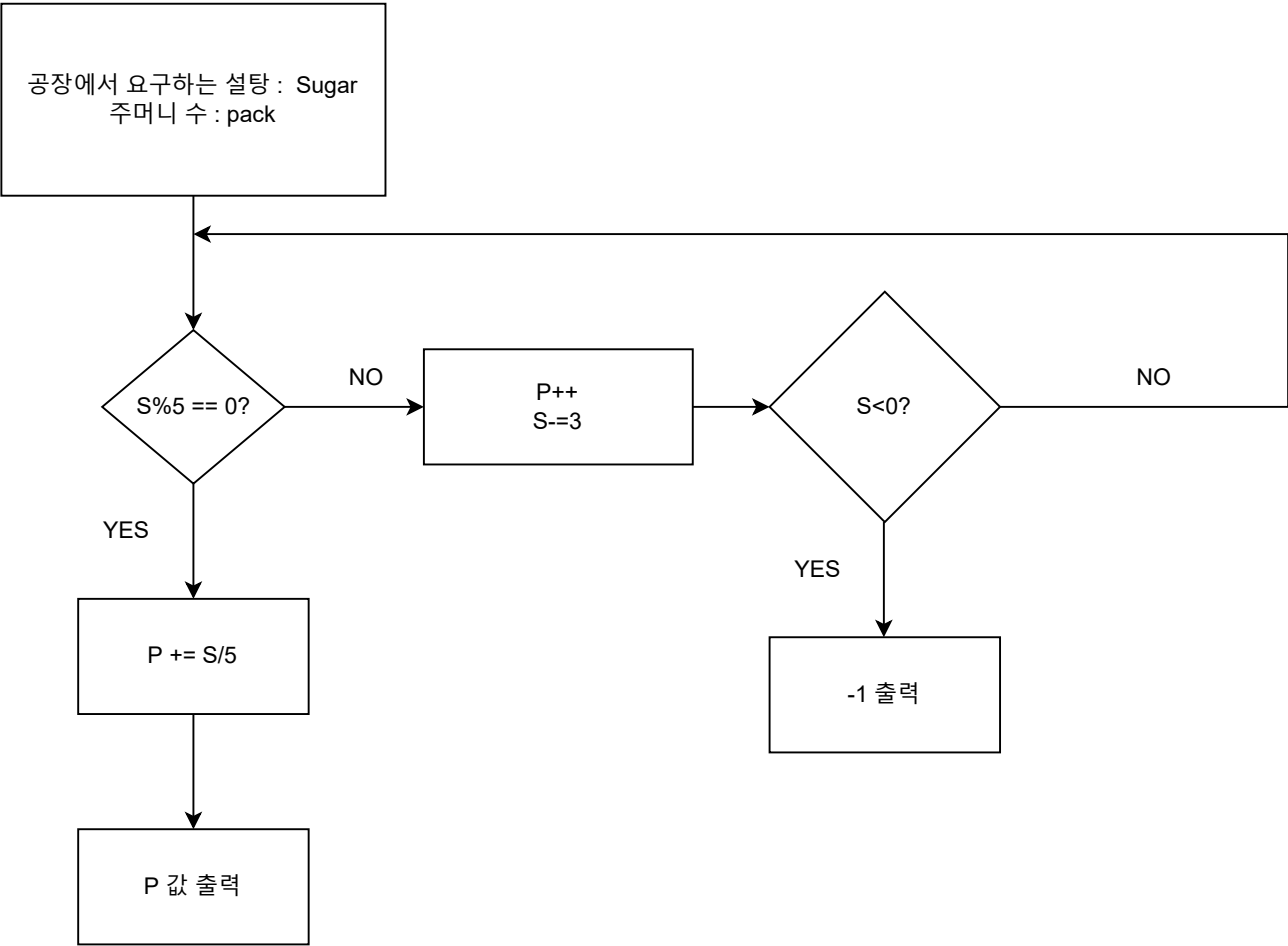 공장에서 요구하는 설탕 :  Sugar
주머니 수 : pack
S%5 == 0?
NO
P++
S-=3
S<0?
NO
YES
YES
P += S/5
-1 출력
P 값 출력